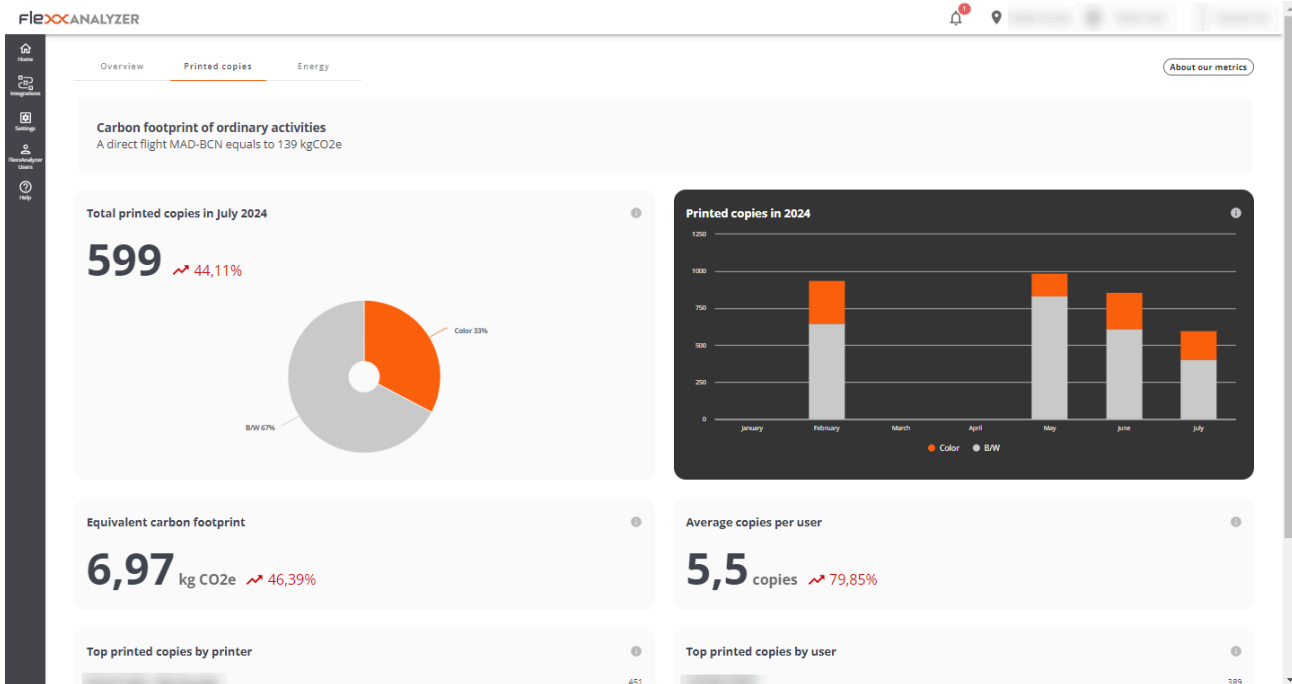 FlexxANALYZER
1
Home
Integrations
Settings
FlexxAnalyzer
Users
Help
Overview
Printed copies
Energy
About our metrics
Carbon footprint of ordinary activities
A direct flight MAD-BCN equals to 139 kgCO2e
Total printed copies in July 2024
599
44,11%
Color 33%
B/W 67%
Printed copies in 2024
1250
1000
750
500
250
0
January
February
March
April
May
June
July
Color
B/W
Equivalent carbon footprint
6,97 kg CO2e 46,39%
Average copies per user
5,5 copies 79,85%
Top printed copies by printer
451
Top printed copies by user
389